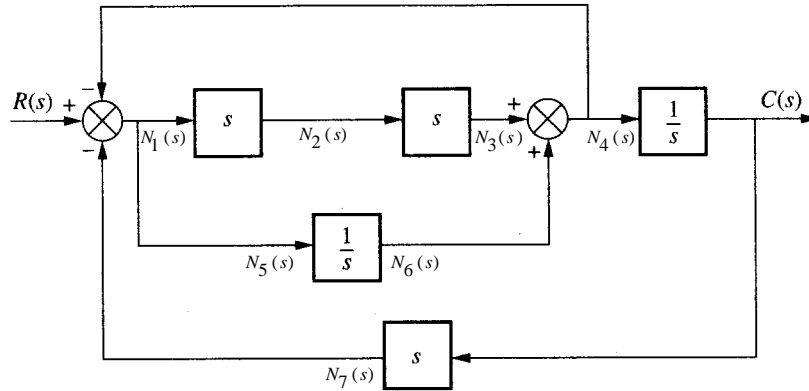 R(s) + − −
N1(s)
s
N2(s)
s
N3(s)
+ +
N4(s)
1/s
C(s)
N5(s)
1/s
N6(s)
N7(s)
s